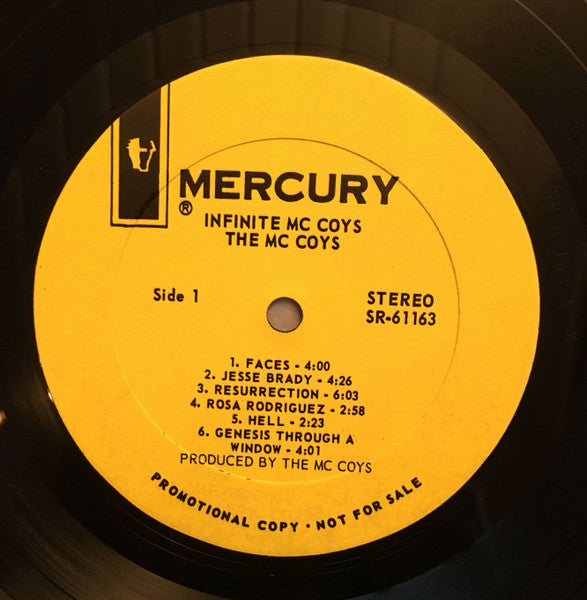 MERCURY
®
INFINITE MC COYS
THE MC COYS
Side 1
STEREO
SR-61163
1. FACES - 4:00
2. JESSE BRADY - 4:26
3. RESURRECTION - 6:03
4. ROSA RODRIGUEZ - 2:58
5. HELL - 2:23
6. GENESIS THROUGH A
WINDOW - 4:01
PRODUCED BY THE MC COYS
PROMOTIONAL COPY • NOT FOR SALE